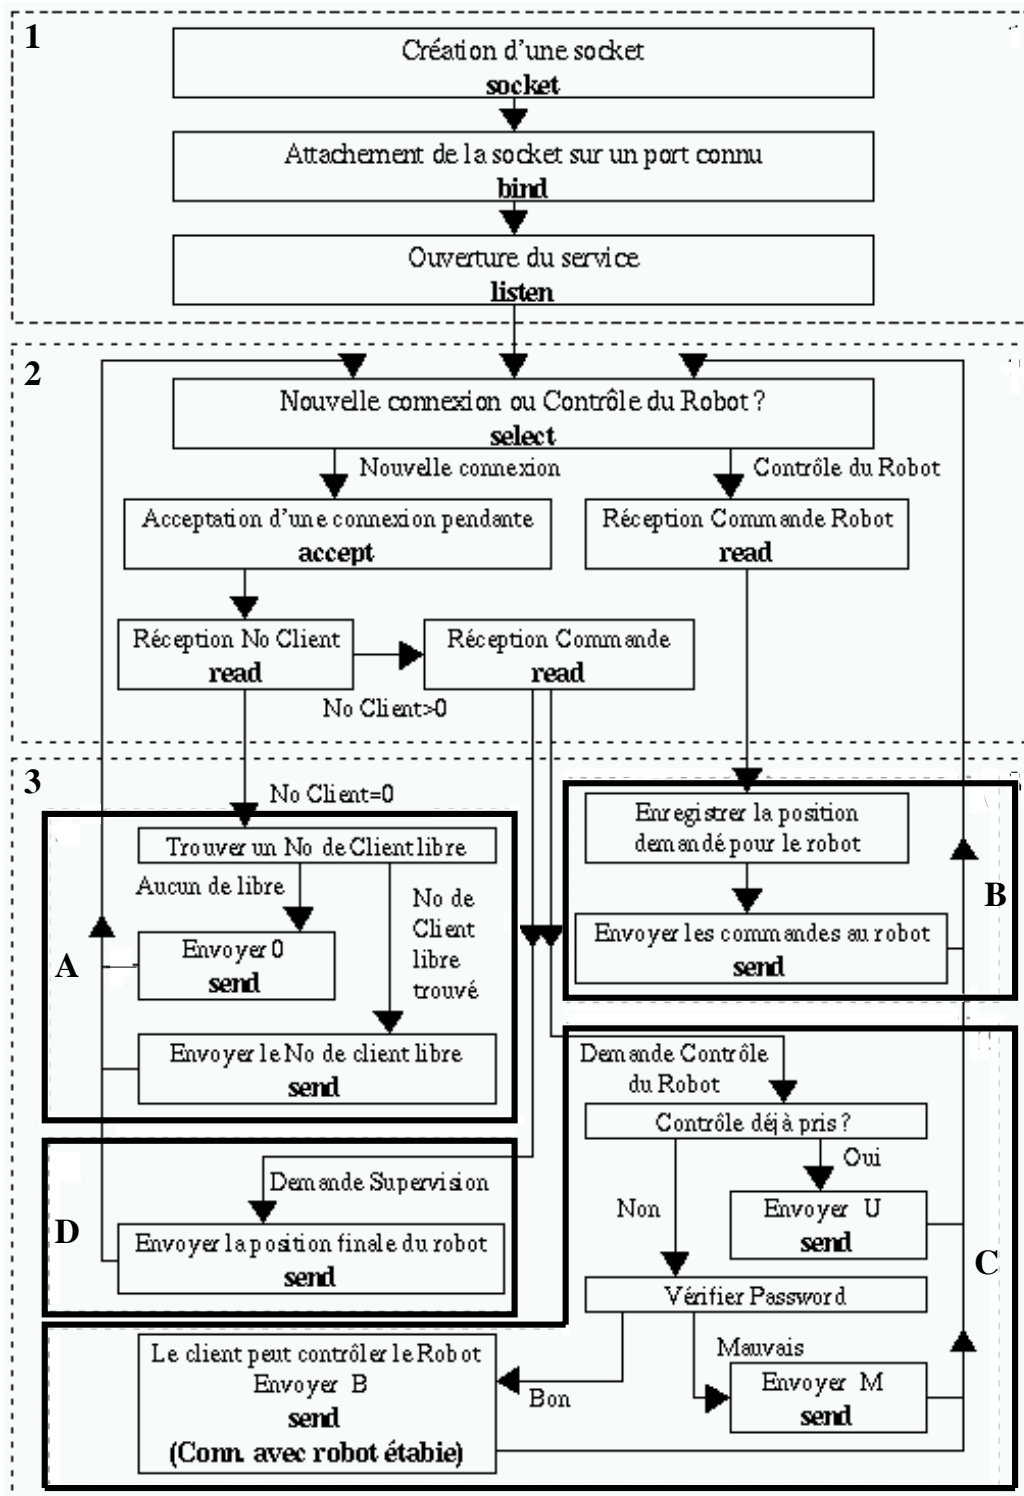 1
Création d'une socket
socket
Attachement de la socket sur un port connu
bind
Ouverture du service
listen
2
Nouvelle connexion ou Contrôle du Robot ?
select
Nouvelle connexion
Contrôle du Robot
Acceptation d'une connexion pendante
accept
Réception Commande Robot
read
Réception No Client
read
Réception Commande
read
No Client>0
3
No Client=0
A
Trouver un No de Client libre
Aucun de libre
No de
Client
libre
trouvé
Envoyer 0
send
Envoyer le No de client libre
send
B
Enregistrer la position
demandé pour le robot
Envoyer les commandes au robot
send
D
Demande Supervision
Envoyer la position finale du robot
send
C
Demande Contrôle
du Robot
Contrôle déjà pris ?
Oui
Non
Envoyer U
send
Vérifier Password
Mauvais
Bon
Envoyer M
send
Le client peut contrôler le Robot
Envoyer B
send
(Conn. avec robot étabie)